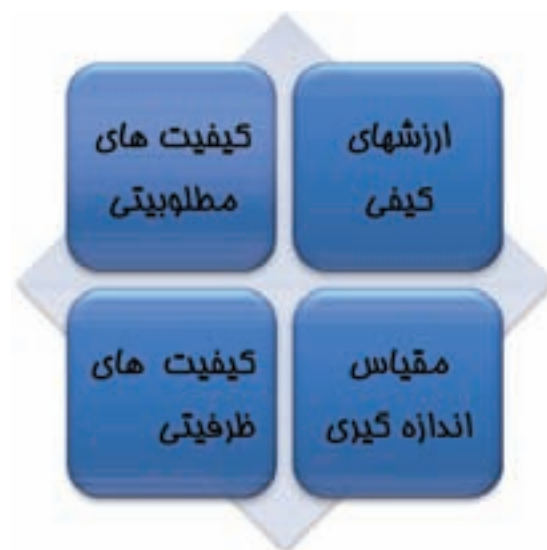 ارزشهای
کیفی
کیفیت های
مطلوبیتی
مقیاس
اندازه گیری
کیفیت های
ظرفیتی